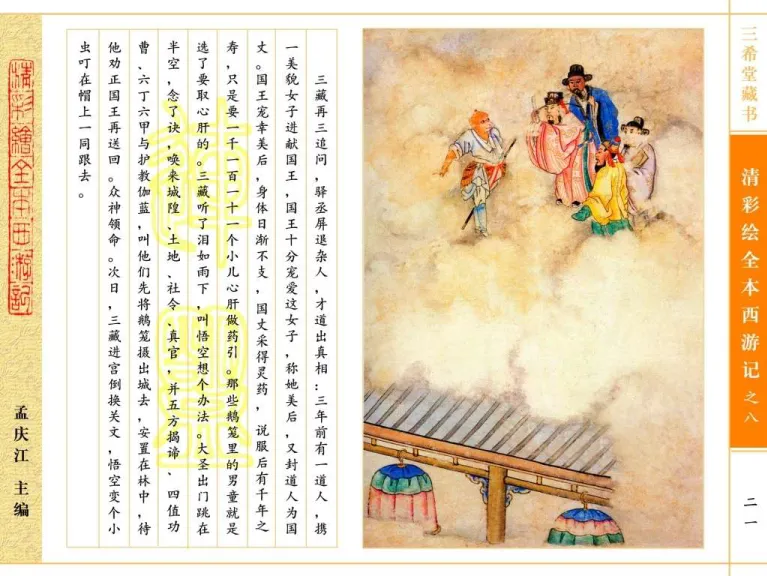 三希堂藏书
清彩绘全本西游记之八
二一
三藏再三追问，驿丞屏退杂人，才道出真相：三年前有一道人，携
一美貌女子进献国王，国王十分宠爱这女子，称她美后，又封道人为国
丈。国王宠幸美后，身体日渐不支，国丈采得灵药，说服后有千年之
寿，只是要一千一百一十一个小儿心肝做药引。那些鹅笼里的男童就是
选了要取心肝的。三藏听了泪如雨下，叫悟空想个办法。大圣出门跳在
半空，念了诀，唤来城隍、土地、社令、真官，并五方揭谛、四值功
曹、六丁六甲与护教伽蓝，叫他们先将鹅笼摄出城去，安置在林中，待
他劝正国王再送回。众神领命。次日，三藏进宫倒换关文，悟空变个小
虫叮在帽上一同跟去。
清彩繪全本西游記
孟庆江 主编